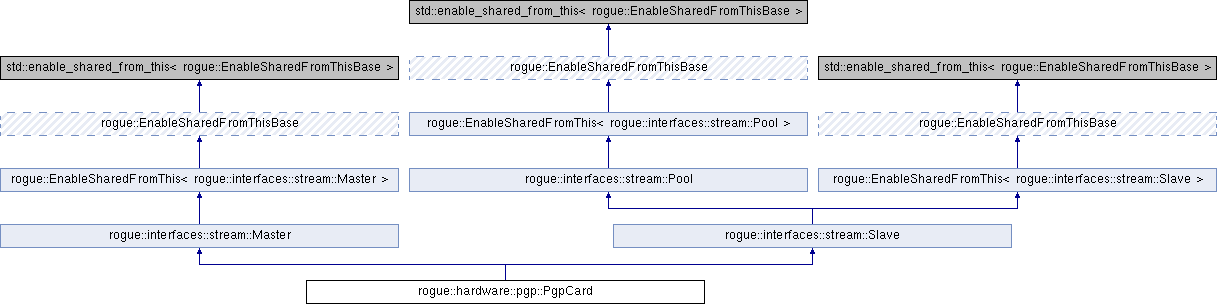 std::enable_shared_from_this< rogue::EnableSharedFromThisBase >
std::enable_shared_from_this< rogue::EnableSharedFromThisBase >
rogue::EnableSharedFromThisBase
std::enable_shared_from_this< rogue::EnableSharedFromThisBase >
rogue::EnableSharedFromThisBase
rogue::EnableSharedFromThis< rogue::interfaces::stream::Pool >
rogue::EnableSharedFromThisBase
rogue::EnableSharedFromThis< rogue::interfaces::stream::Master >
rogue::interfaces::stream::Pool
rogue::EnableSharedFromThis< rogue::interfaces::stream::Slave >
rogue::interfaces::stream::Master
rogue::interfaces::stream::Slave
rogue::hardware::pgp::PgpCard